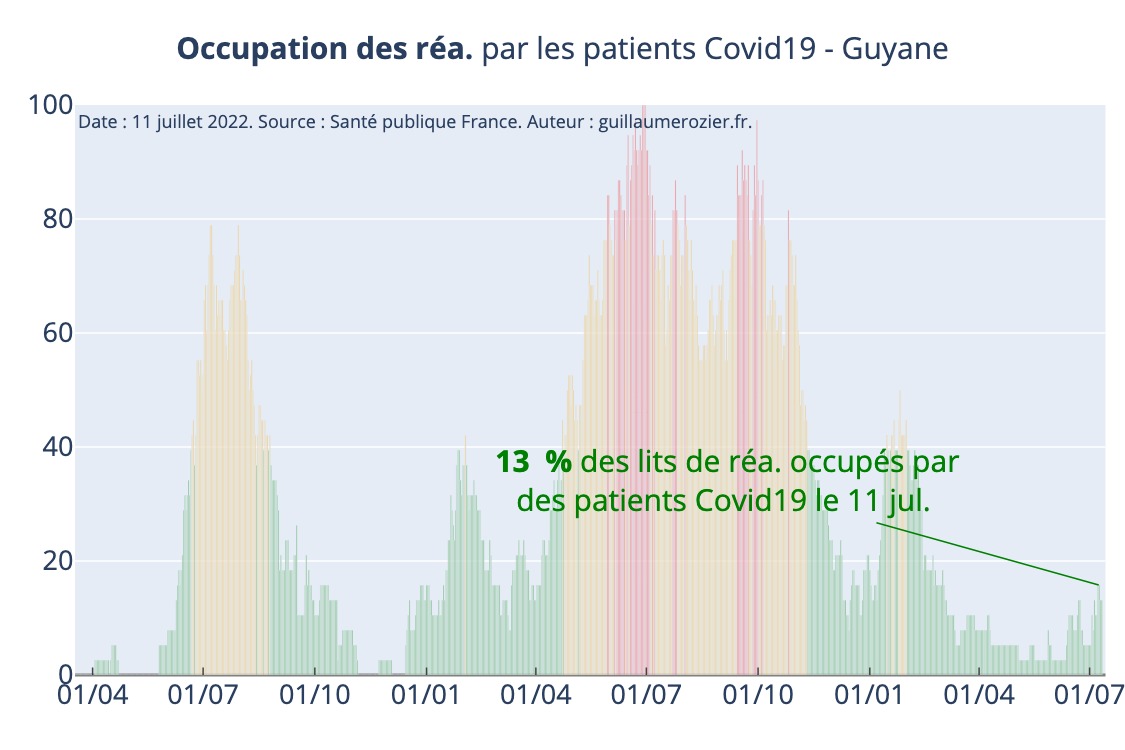 Occupation des réa. par les patients Covid19 - Guyane
100
Date : 11 juillet 2022. Source : Santé publique France. Auteur : guillaumerozier.fr.
80
60
40
13 % des lits de réa. occupés par
des patients Covid19 le 11 jul.
20
0
01/04 01/07 01/10 01/01 01/04 01/07 01/10 01/01 01/04 01/07